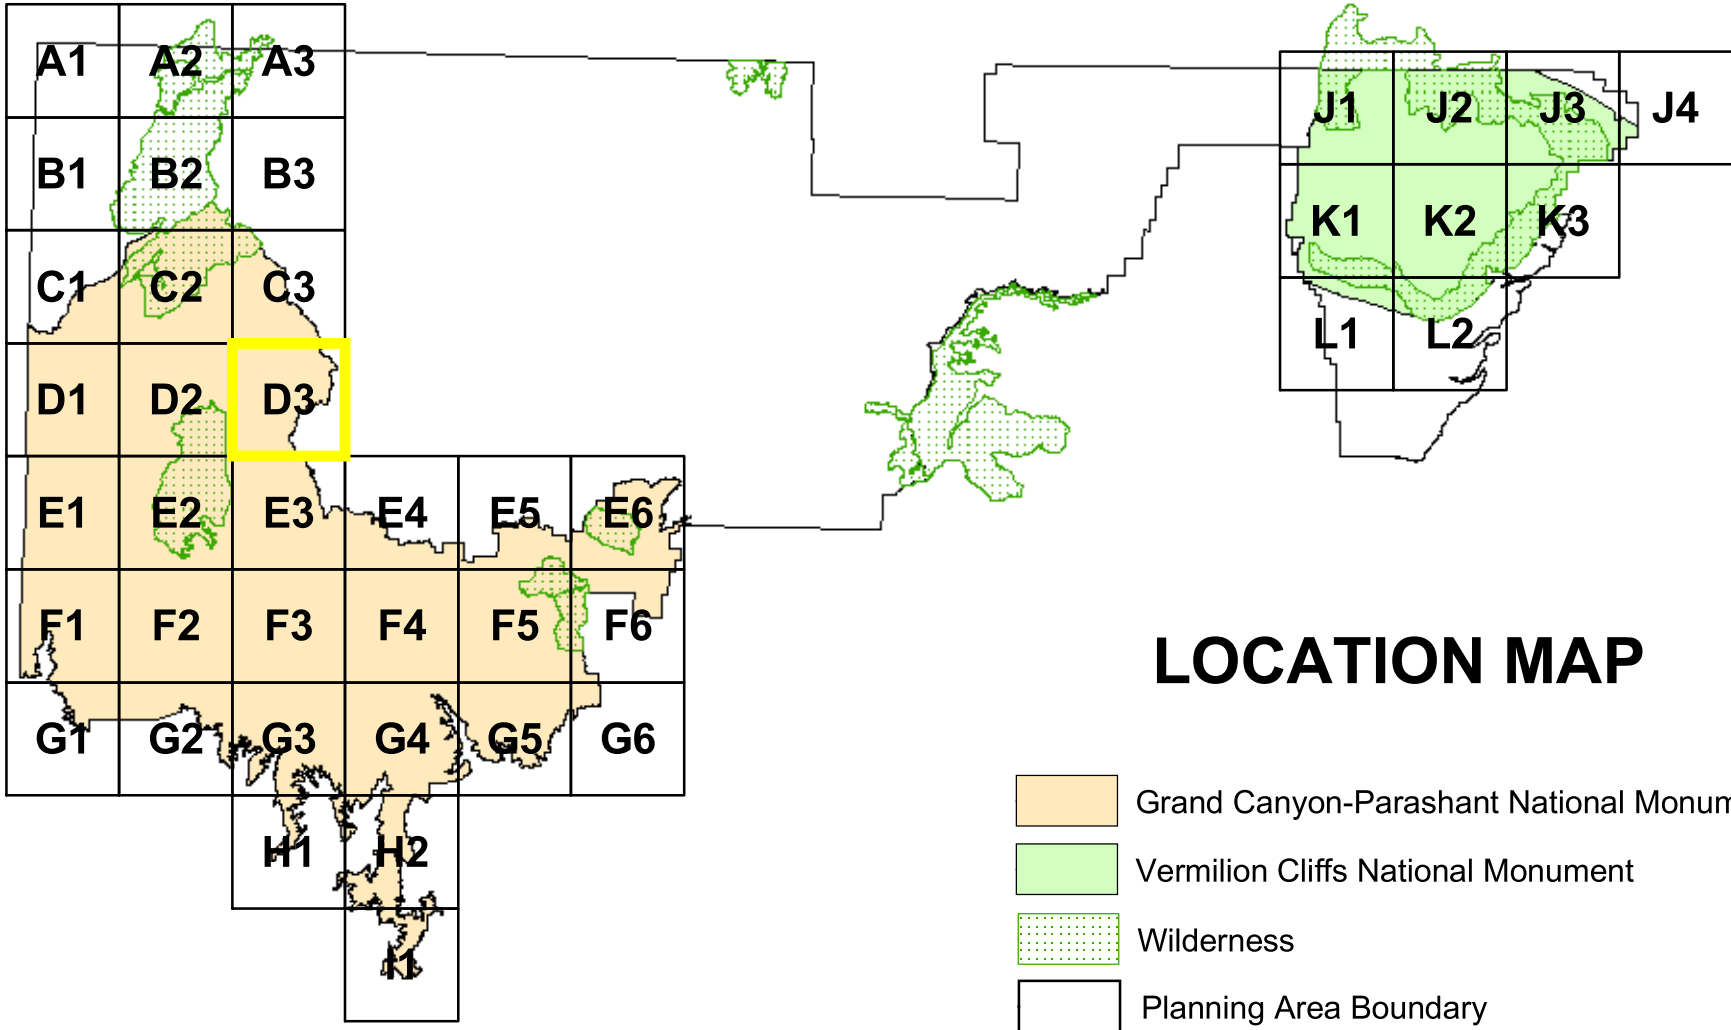 A1 A2 A3
J1 J2 J3 J4
B1 B2 B3
K1 K2 K3
C1 C2 C3
L1 L2
D1 D2 D3
E1 E2 E3 E4 E5 E6
F1 F2 F3 F4 F5 F6
LOCATION MAP
G1 G2 G3 G4 G5 G6
Grand Canyon-Parashant National Monum
Vermilion Cliffs National Monument
H1 H2
Wilderness
I1
Planning Area Boundary